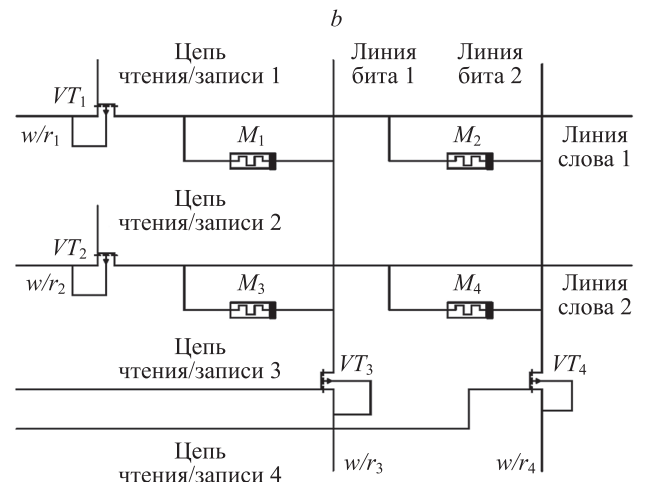 b
Цепь
чтения/записи 1
Линия
бита 1
Линия
бита 2
VT₁
w/r₁
M₁
M₂
Линия
слова 1
Цепь
чтения/записи 2
VT₂
w/r₂
M₃
M₄
Линия
слова 2
Цепь
чтения/записи 3
VT₃
VT₄
Цепь
чтения/записи 4
w/r₃
w/r₄